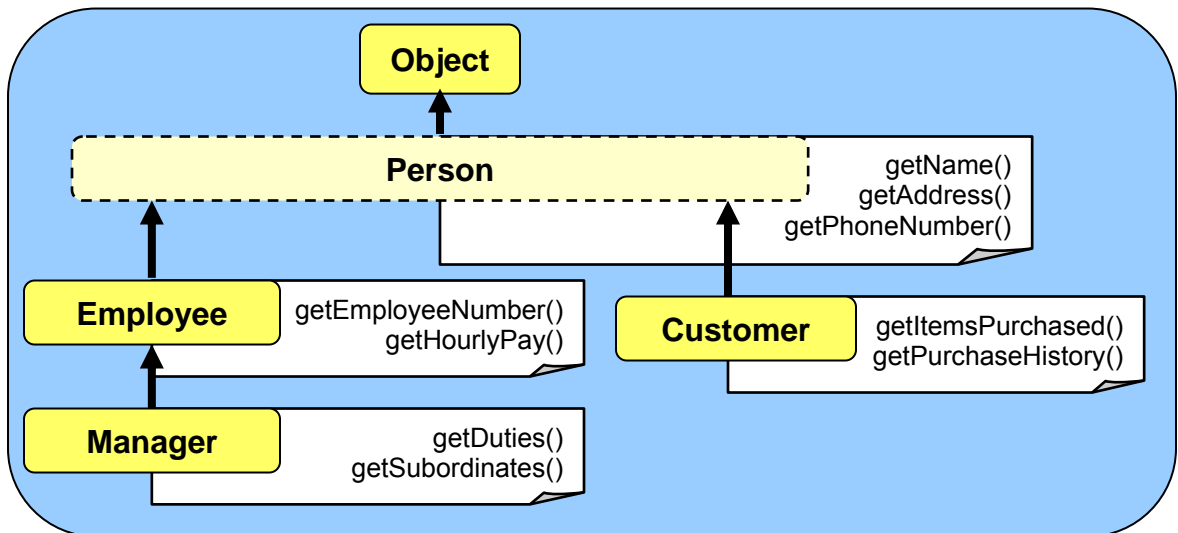 Object
Person
getName()
getAddress()
getPhoneNumber()
Employee
getEmployeeNumber()
getHourlyPay()
Customer
getItemsPurchased()
getPurchaseHistory()
Manager
getDuties()
getSubordinates()